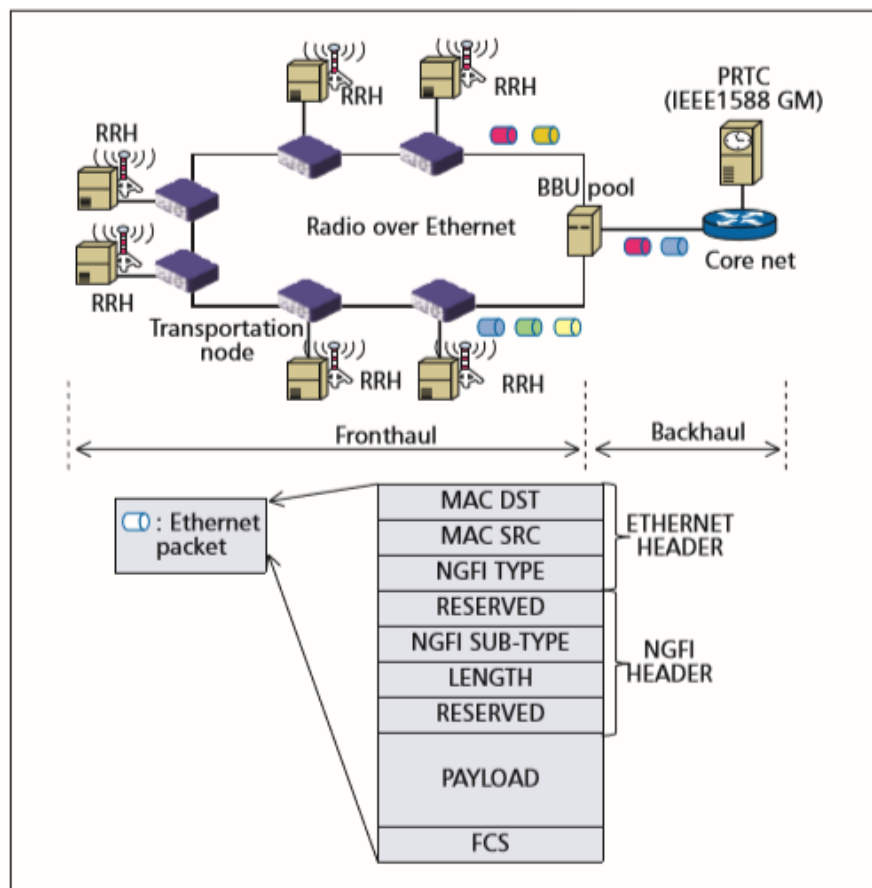 RRH
RRH
PRTC
(IEEE1588 GM)
RRH
BBU pool
Radio over Ethernet
Core net
RRH
Transportation
node
RRH
RRH
Fronthaul
Backhaul
: Ethernet
packet
MAC DST
MAC SRC
NGFI TYPE
ETHERNET
HEADER
RESERVED
NGFI SUB-TYPE
LENGTH
RESERVED
NGFI
HEADER
PAYLOAD
FCS